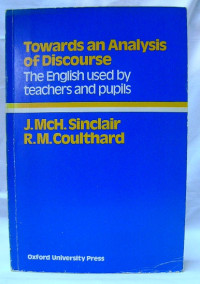 Towards an Analysis
of Discourse
The English used by
teachers and pupils
J.McH. Sinclair
R.M. Coulthard
Oxford University Press